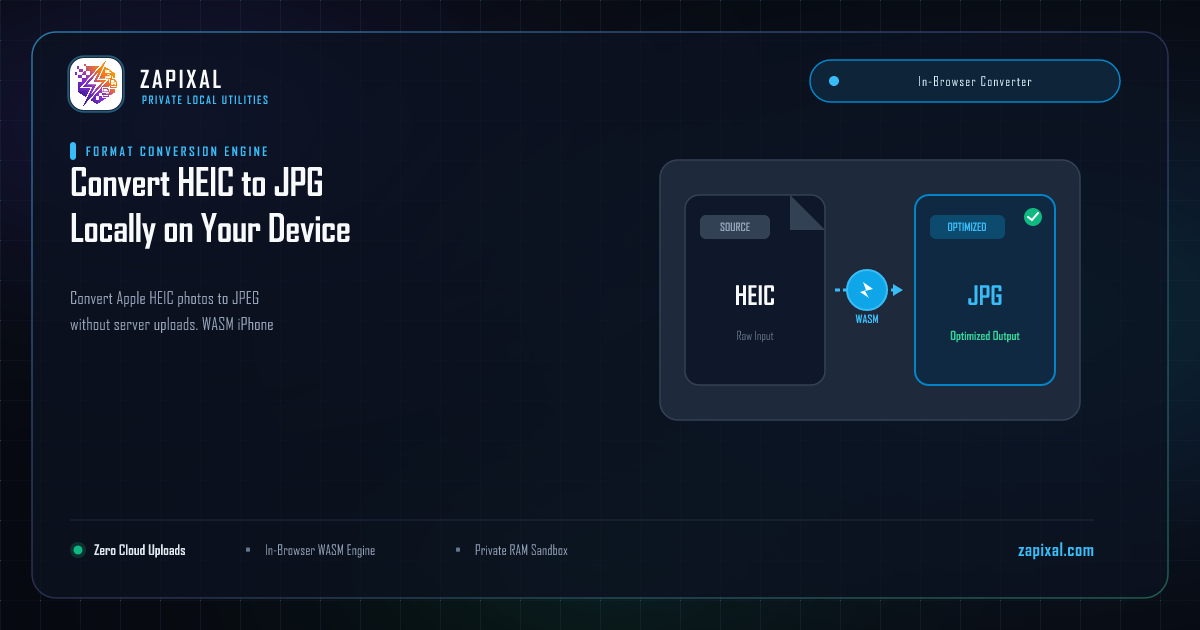 ZAPIXAL
PRIVATE LOCAL UTILITIES
In-Browser Converter
FORMAT CONVERSION ENGINE
Convert HEIC to JPG
Locally on Your Device
Convert Apple HEIC photos to JPEG
without server uploads. WASM iPhone
SOURCE
HEIC
Raw Input
WASM
OPTIMIZED
JPG
Optimized Output
Zero Cloud Uploads
In-Browser WASM Engine
Private RAM Sandbox
zapixal.com